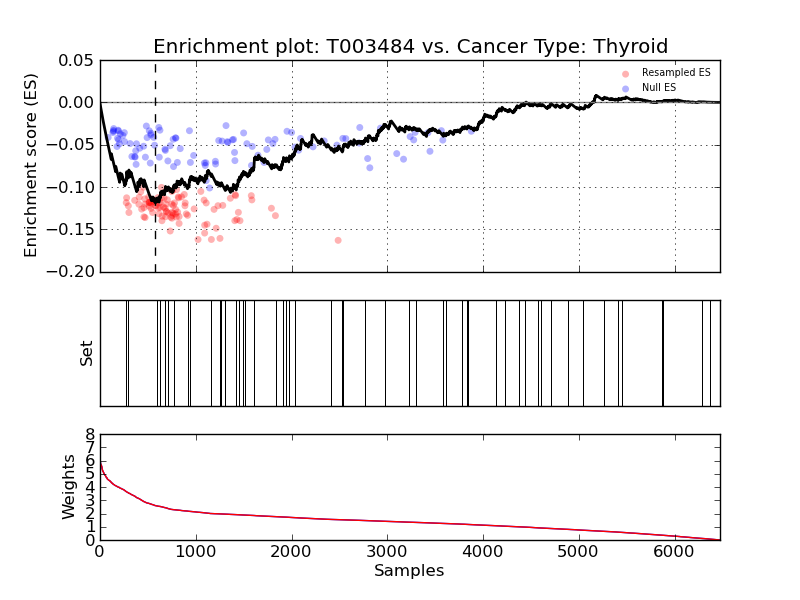 Enrichment plot: T003484 vs. Cancer Type: Thyroid
0.05
0.00
−0.05
−0.10
−0.15
−0.20
Enrichment score (ES)
Resampled ES
Null ES
Set
8
7
6
5
4
3
2
1
0
Weights
0 1000 2000 3000 4000 5000 6000
Samples